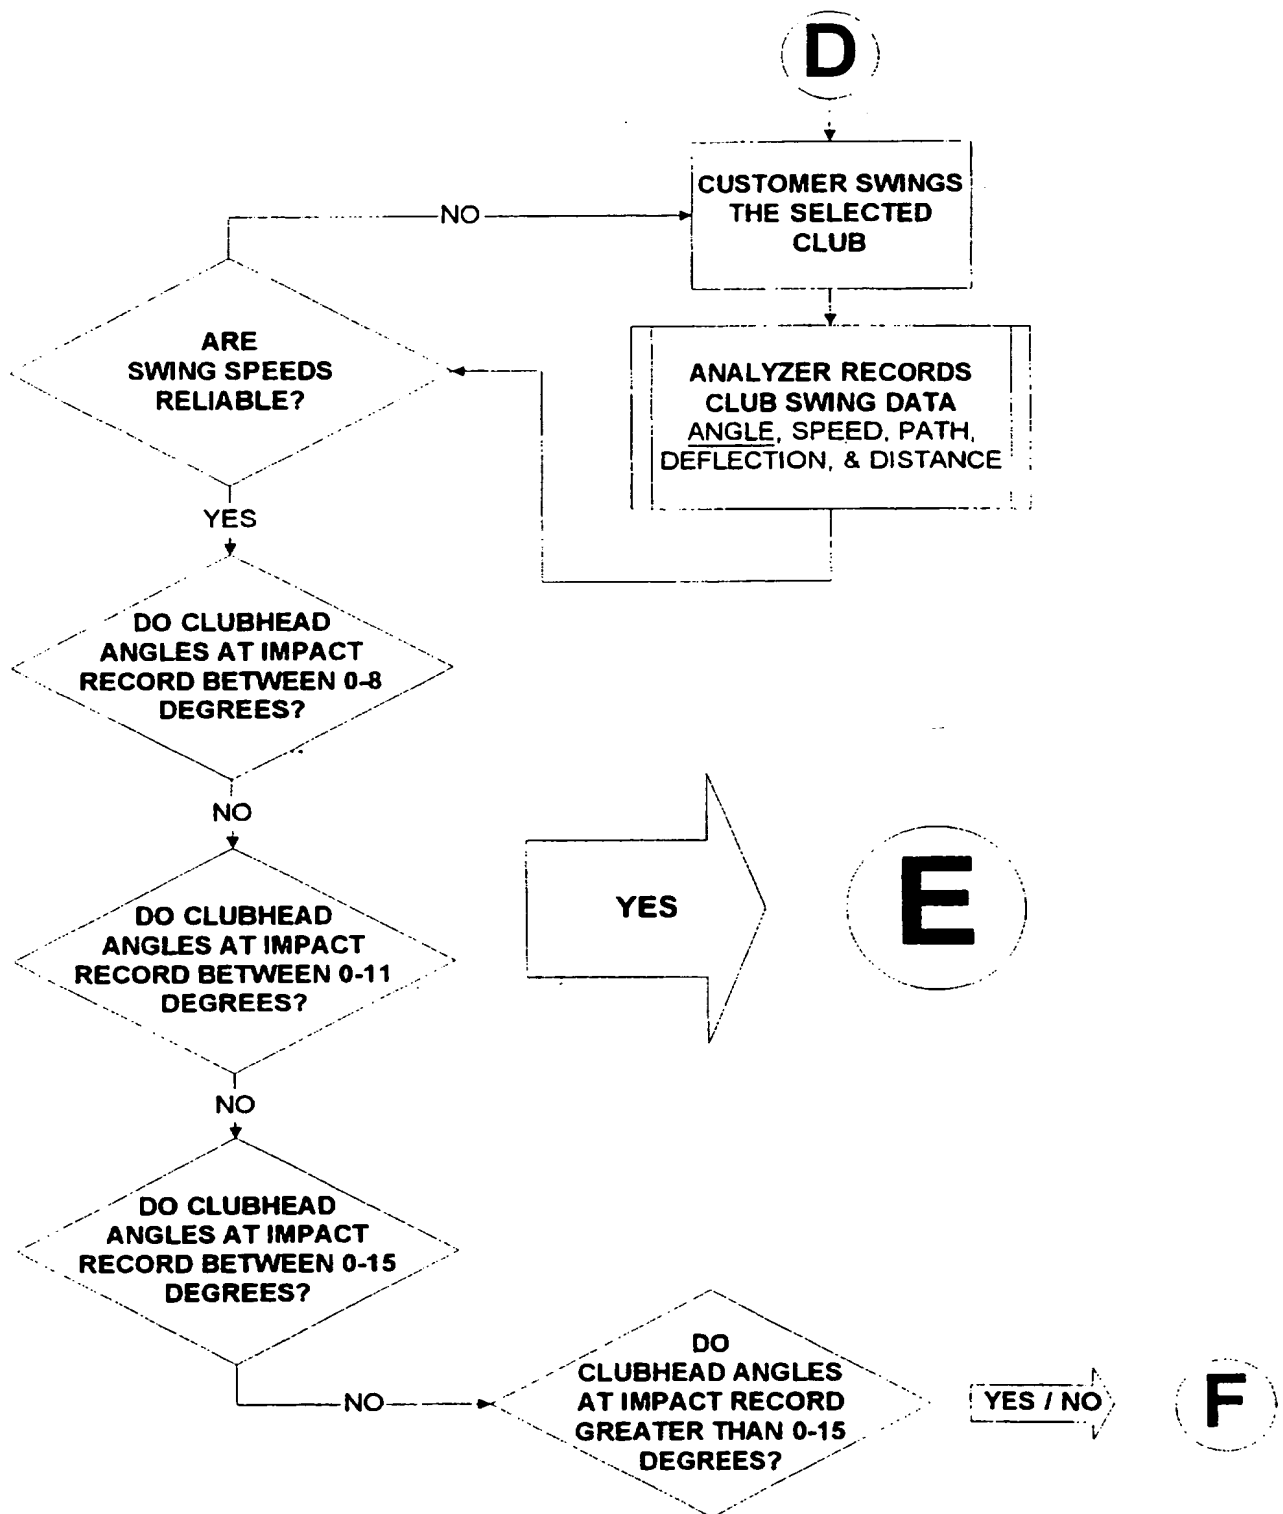 D
CUSTOMER SWINGS
THE SELECTED
CLUB
NO
ARE
SWING SPEEDS
RELIABLE?
ANALYZER RECORDS
CLUB SWING DATA
ANGLE, SPEED, PATH,
DEFLECTION, & DISTANCE
YES
DO CLUBHEAD
ANGLES AT IMPACT
RECORD BETWEEN 0-8
DEGREES?
NO
DO CLUBHEAD
ANGLES AT IMPACT
RECORD BETWEEN 0-11
DEGREES?
YES
E
NO
DO CLUBHEAD
ANGLES AT IMPACT
RECORD BETWEEN 0-15
DEGREES?
NO
DO
CLUBHEAD ANGLES
AT IMPACT RECORD
GREATER THAN 0-15
DEGREES?
YES / NO
F